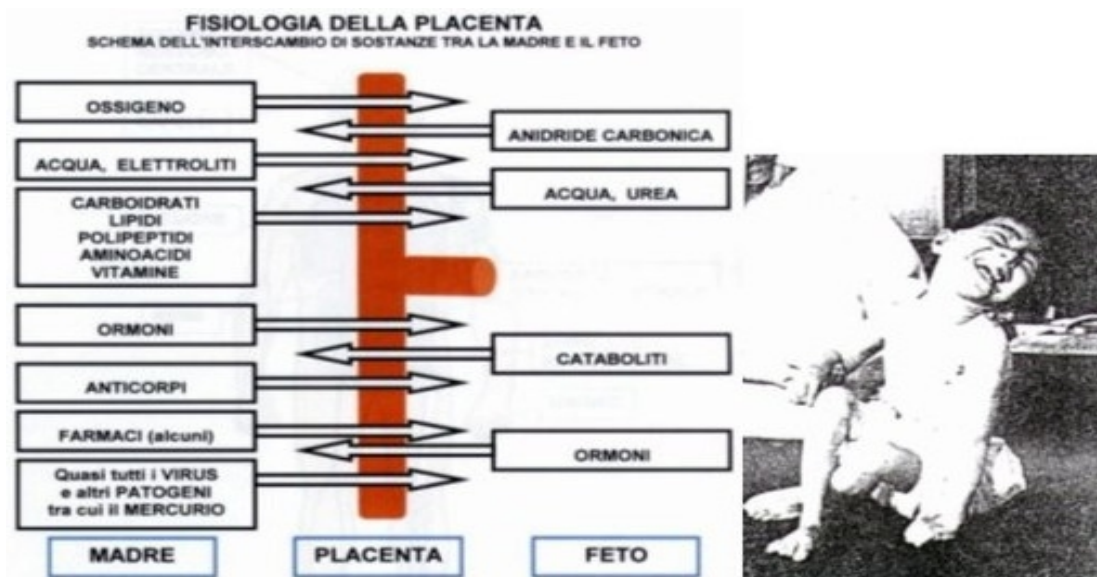 FISIOLOGIA DELLA PLACENTA
SCHEMA DELL'INTERSCAMBIO DI SOSTANZE TRA LA MADRE E IL FETO
OSSIGENO
ANIDRIDE CARBONICA
ACQUA, ELETTROLITI
ACQUA, UREA
CARBOIDRATI
LIPIDI
POLIPEPTIDI
AMINOACIDI
VITAMINE
ORMONI
CATABOLITI
ANTICORPI
FARMACI (alcuni)
ORMONI
Quasi tutti i VIRUS
e altri PATOGENI
tra cui il MERCURIO
MADRE
PLACENTA
FETO